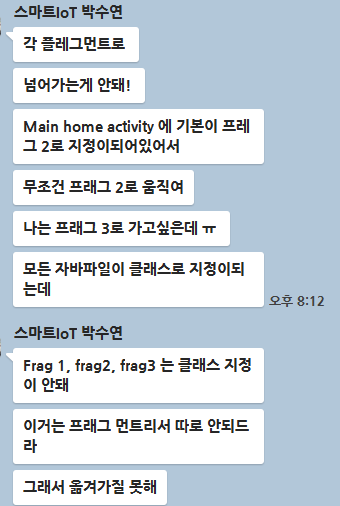 스마트IoT 박수연
각 플레그먼트로
넘어가는게 안돼!
Main home activity 에 기본이 프레
그 2로 지정이되어있어서
무조건 프래그 2로 움직여
나는 프래그 3로 가고싶은데 ㅠ
모든 자바파일이 클래스로 지정이되
는데
오후 8:12
스마트IoT 박수연
Frag 1, frag2, frag3 는 클래스 지정
이 안돼
이거는 프래그 먼트리서 따로 안되드
라
그래서 옮겨가질 못해